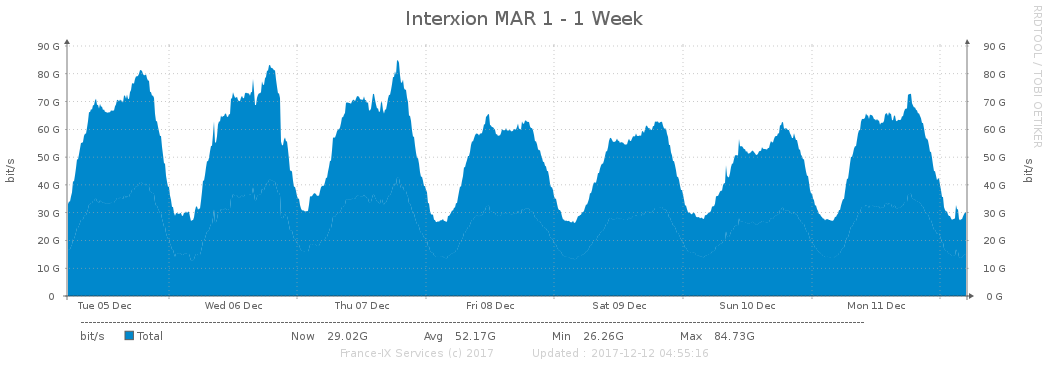 Interxion MAR 1 - 1 Week
RRDTOOL / TOBI OETIKER
bit/s
90 G 90 G
80 G 80 G
70 G 70 G
60 G 60 G
50 G 50 G
40 G 40 G
30 G 30 G
20 G 20 G
10 G 10 G
0 0 G
bit/s
Tue 05 Dec Wed 06 Dec Thu 07 Dec Fri 08 Dec Sat 09 Dec Sun 10 Dec Mon 11 Dec
bit/s Total Now 29.02G Avg 52.17G Min 26.26G Max 84.73G
France-IX Services (c) 2017 Updated : 2017-12-12 04:55:16